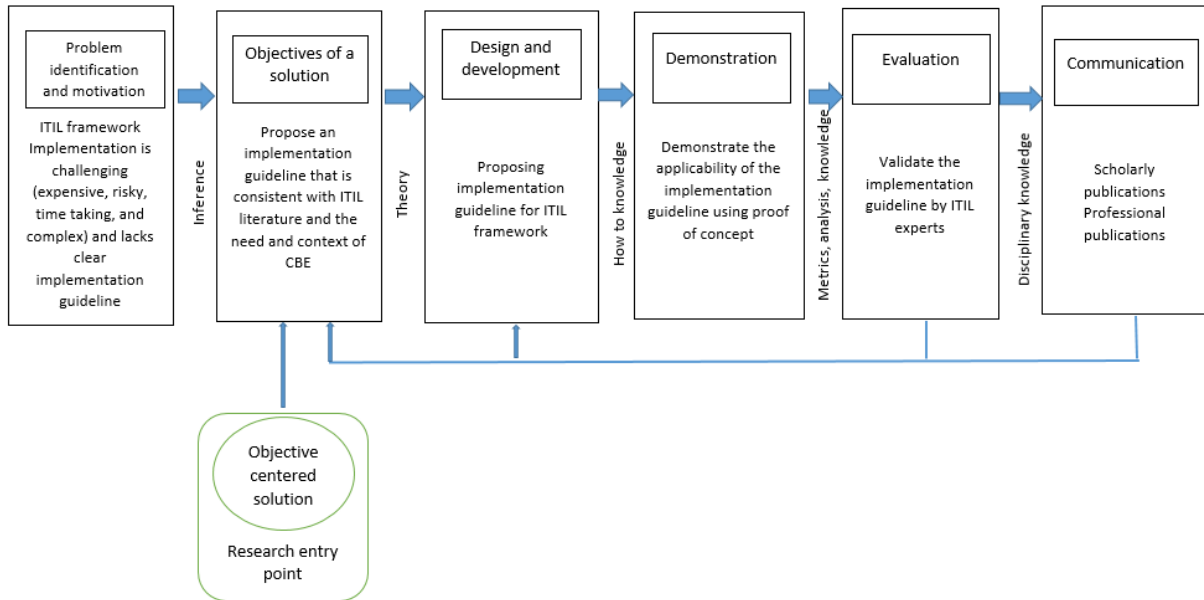 Problem
identification
and motivation
ITIL framework
Implementation is
challenging
(expensive, risky,
time taking, and
complex) and lacks
clear
implementation
guideline
Inference
Objectives of a
solution
Propose an
implementation
guideline that is
consistent with ITIL
literature and the
need and context of
CBE
Theory
Design and
development
Proposing
implementation
guideline for ITIL
framework
How to knowledge
Demonstration
Demonstrate the
applicability of the
implementation
guideline using proof
of concept
Metrics, analysis, knowledge
Evaluation
Validate the
implementation
guideline by ITIL
experts
Disciplinary knowledge
Communication
Scholarly
publications
Professional
publications
Objective
centered
solution
Research entry
point